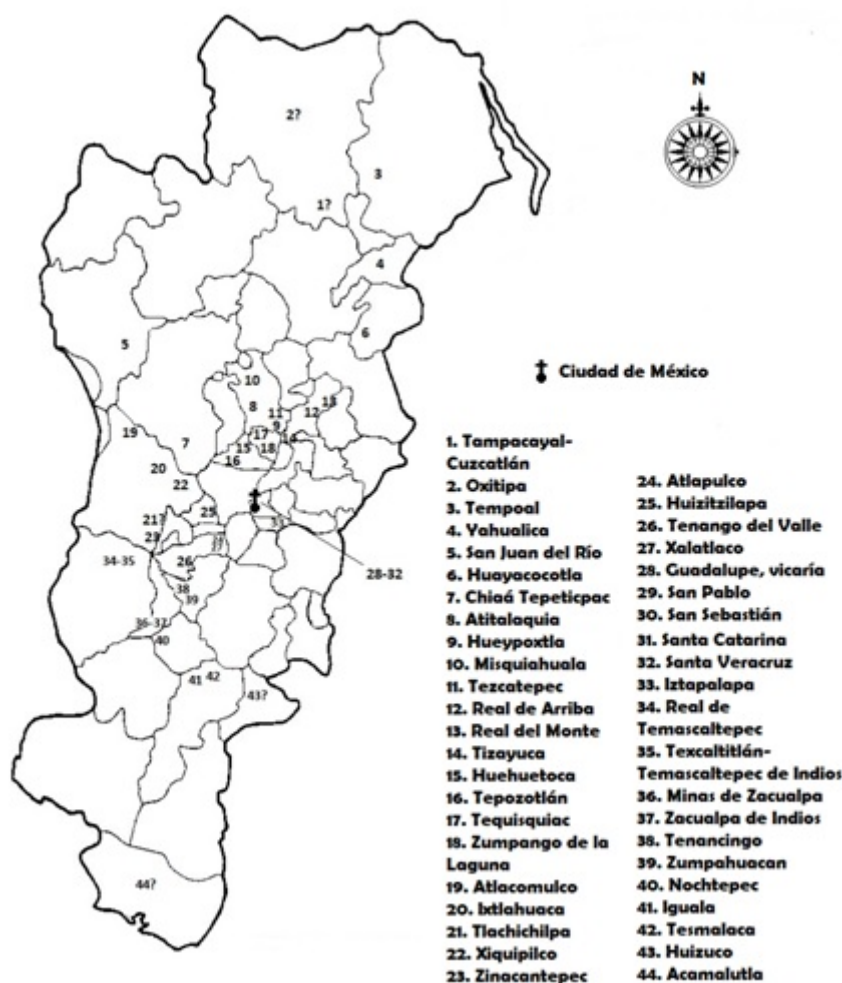 N
2?
3
1?
4
5
6
10
8
11
12
13
9
17
14
15
18
16
19
7
20
22
21?
25
23
33
26
34-35
28-32
38
39
36-37
40
41
42
43?
44?
Ciudad de México
1. Tampacayal-
Cuzcatlán
2. Oxitipa
3. Tempoal
4. Yahualica
5. San Juan del Río
6. Huayacocotla
7. Chiaá Tepeticpac
8. Atitalaquia
9. Hueypoxtla
10. Misquiahuala
11. Tezcatepec
12. Real de Arriba
13. Real del Monte
14. Tizayuca
15. Huehuetoca
16. Tepozotlán
17. Tequisquiac
18. Zumpango de la
Laguna
19. Atlacomulco
20. Ixtlahuaca
21. Tlachichilpa
22. Xiquipilco
23. Zinacantepec
24. Atlapulco
25. Huizitzilapa
26. Tenango del Valle
27. Xalatlaco
28. Guadalupe, vicaría
29. San Pablo
30. San Sebastián
31. Santa Catarina
32. Santa Veracruz
33. Iztapalapa
34. Real de
Temascaltepec
35. Texcaltitlán-
Temascaltepec de Indios
36. Minas de Zacualpa
37. Zacualpa de Indios
38. Tenancingo
39. Zumpahuacan
40. Nochtepec
41. Iguala
42. Tesmalaca
43. Huizuco
44. Acamalutla